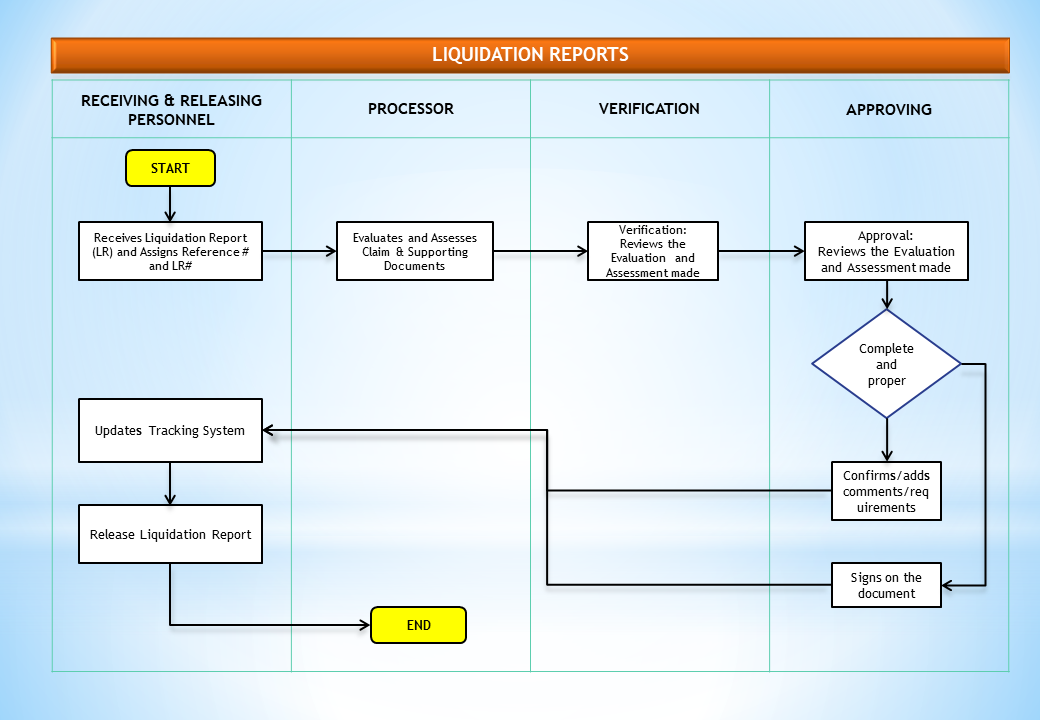 LIQUIDATION REPORTS
RECEIVING & RELEASING
PERSONNEL
PROCESSOR
VERIFICATION
APPROVING
START
Receives Liquidation Report
(LR) and Assigns Reference #
and LR#
Evaluates and Assesses
Claim & Supporting
Documents
Verification:
Reviews the
Evaluation and
Assessment made
Approval:
Reviews the Evaluation
and Assessment made
Complete
and
proper
Updates Tracking System
Confirms/adds
comments/req
uirements
Release Liquidation Report
Signs on the
document
END